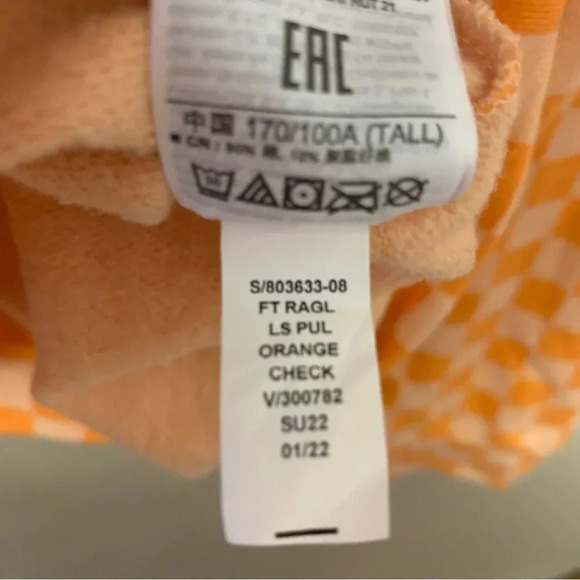 EAC
中国 170/100A (TALL)
S/803633-08
FT RAGL
LS PUL
ORANGE
CHECK
V/300782
SU22
01/22